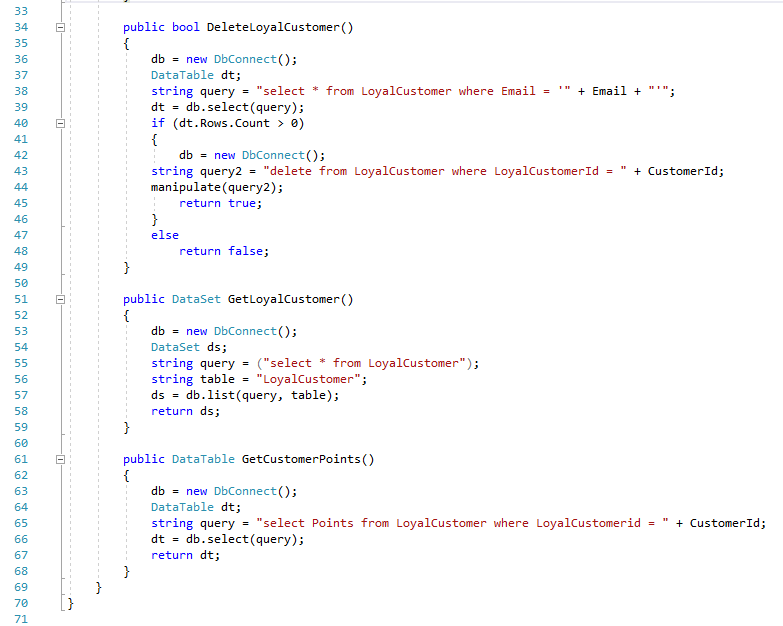 33
34 public bool DeleteLoyalCustomer()
35 {
36 db = new DbConnect();
37 DataTable dt;
38 string query = "select * from LoyalCustomer where Email = '" + Email + "'";
39 dt = db.select(query);
40 if (dt.Rows.Count > 0)
41 {
42 db = new DbConnect();
43 string query2 = "delete from LoyalCustomer where LoyalCustomerId = " + CustomerId;
44 manipulate(query2);
45 return true;
46 }
47 else
48 return false;
49 }
50
51 public DataSet GetLoyalCustomer()
52 {
53 db = new DbConnect();
54 DataSet ds;
55 string query = ("select * from LoyalCustomer");
56 string table = "LoyalCustomer";
57 ds = db.list(query, table);
58 return ds;
59 }
60
61 public DataTable GetCustomerPoints()
62 {
63 db = new DbConnect();
64 DataTable dt;
65 string query = "select Points from LoyalCustomer where LoyalCustomerid = " + CustomerId;
66 dt = db.select(query);
67 return dt;
68 }
69 }
70 }
71